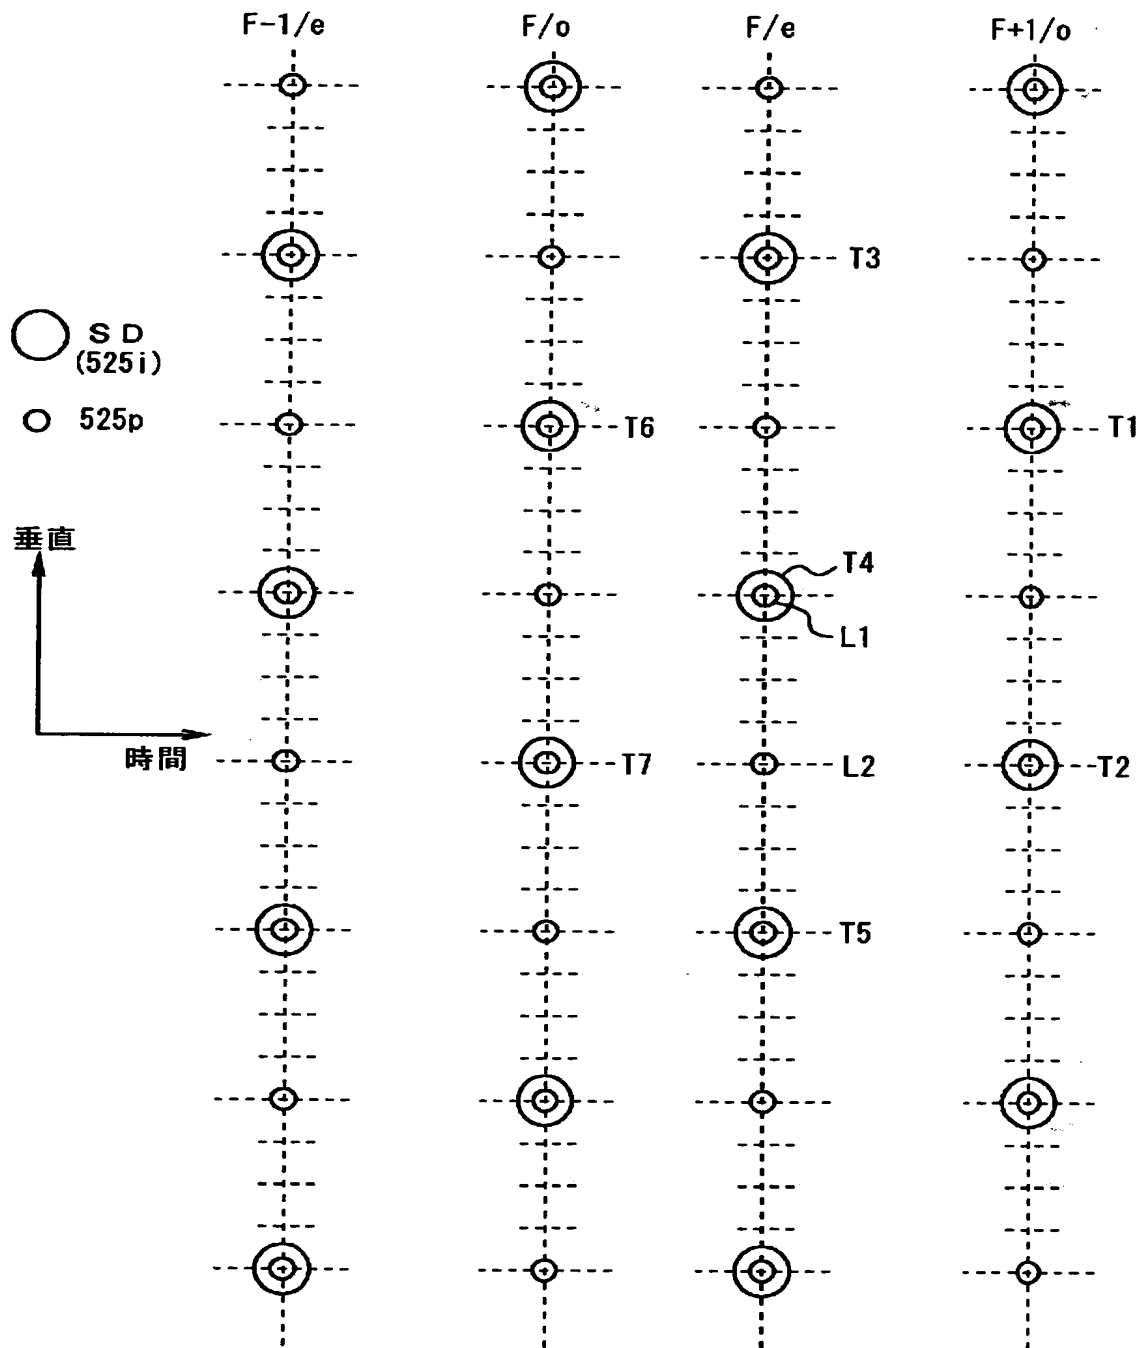 F-1/e F/o F/e F+1/o
T3
SD
(525i)
525p
T6 T1
垂直
T4
L1
時間
T7 L2 T2
T5